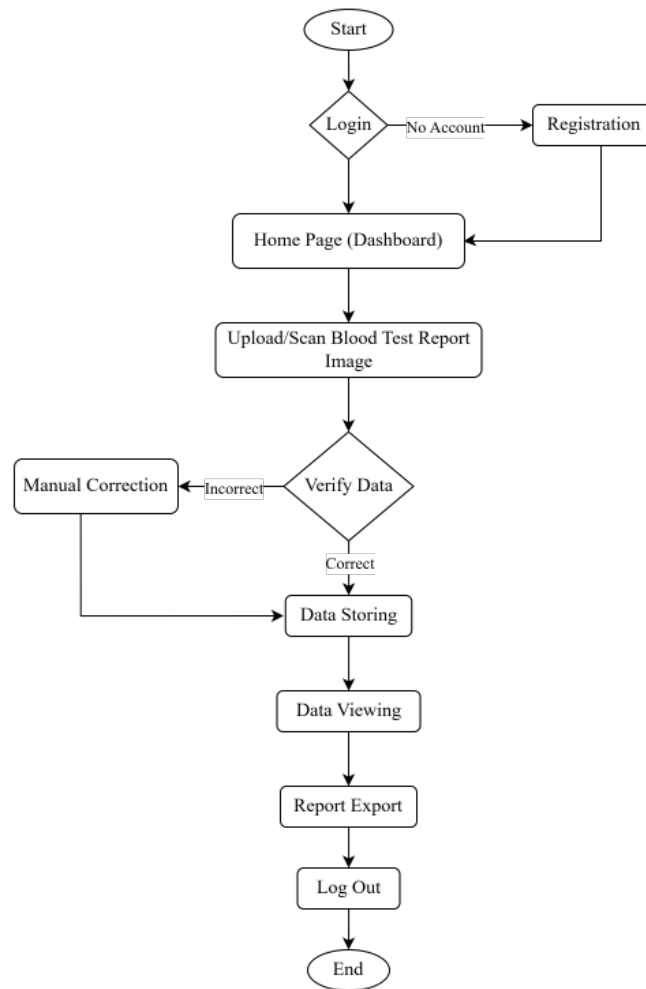 Start
Login
No Account
Registration
Home Page (Dashboard)
Upload/Scan Blood Test Report
Image
Manual Correction
Incorrect
Verify Data
Correct
Data Storing
Data Viewing
Report Export
Log Out
End